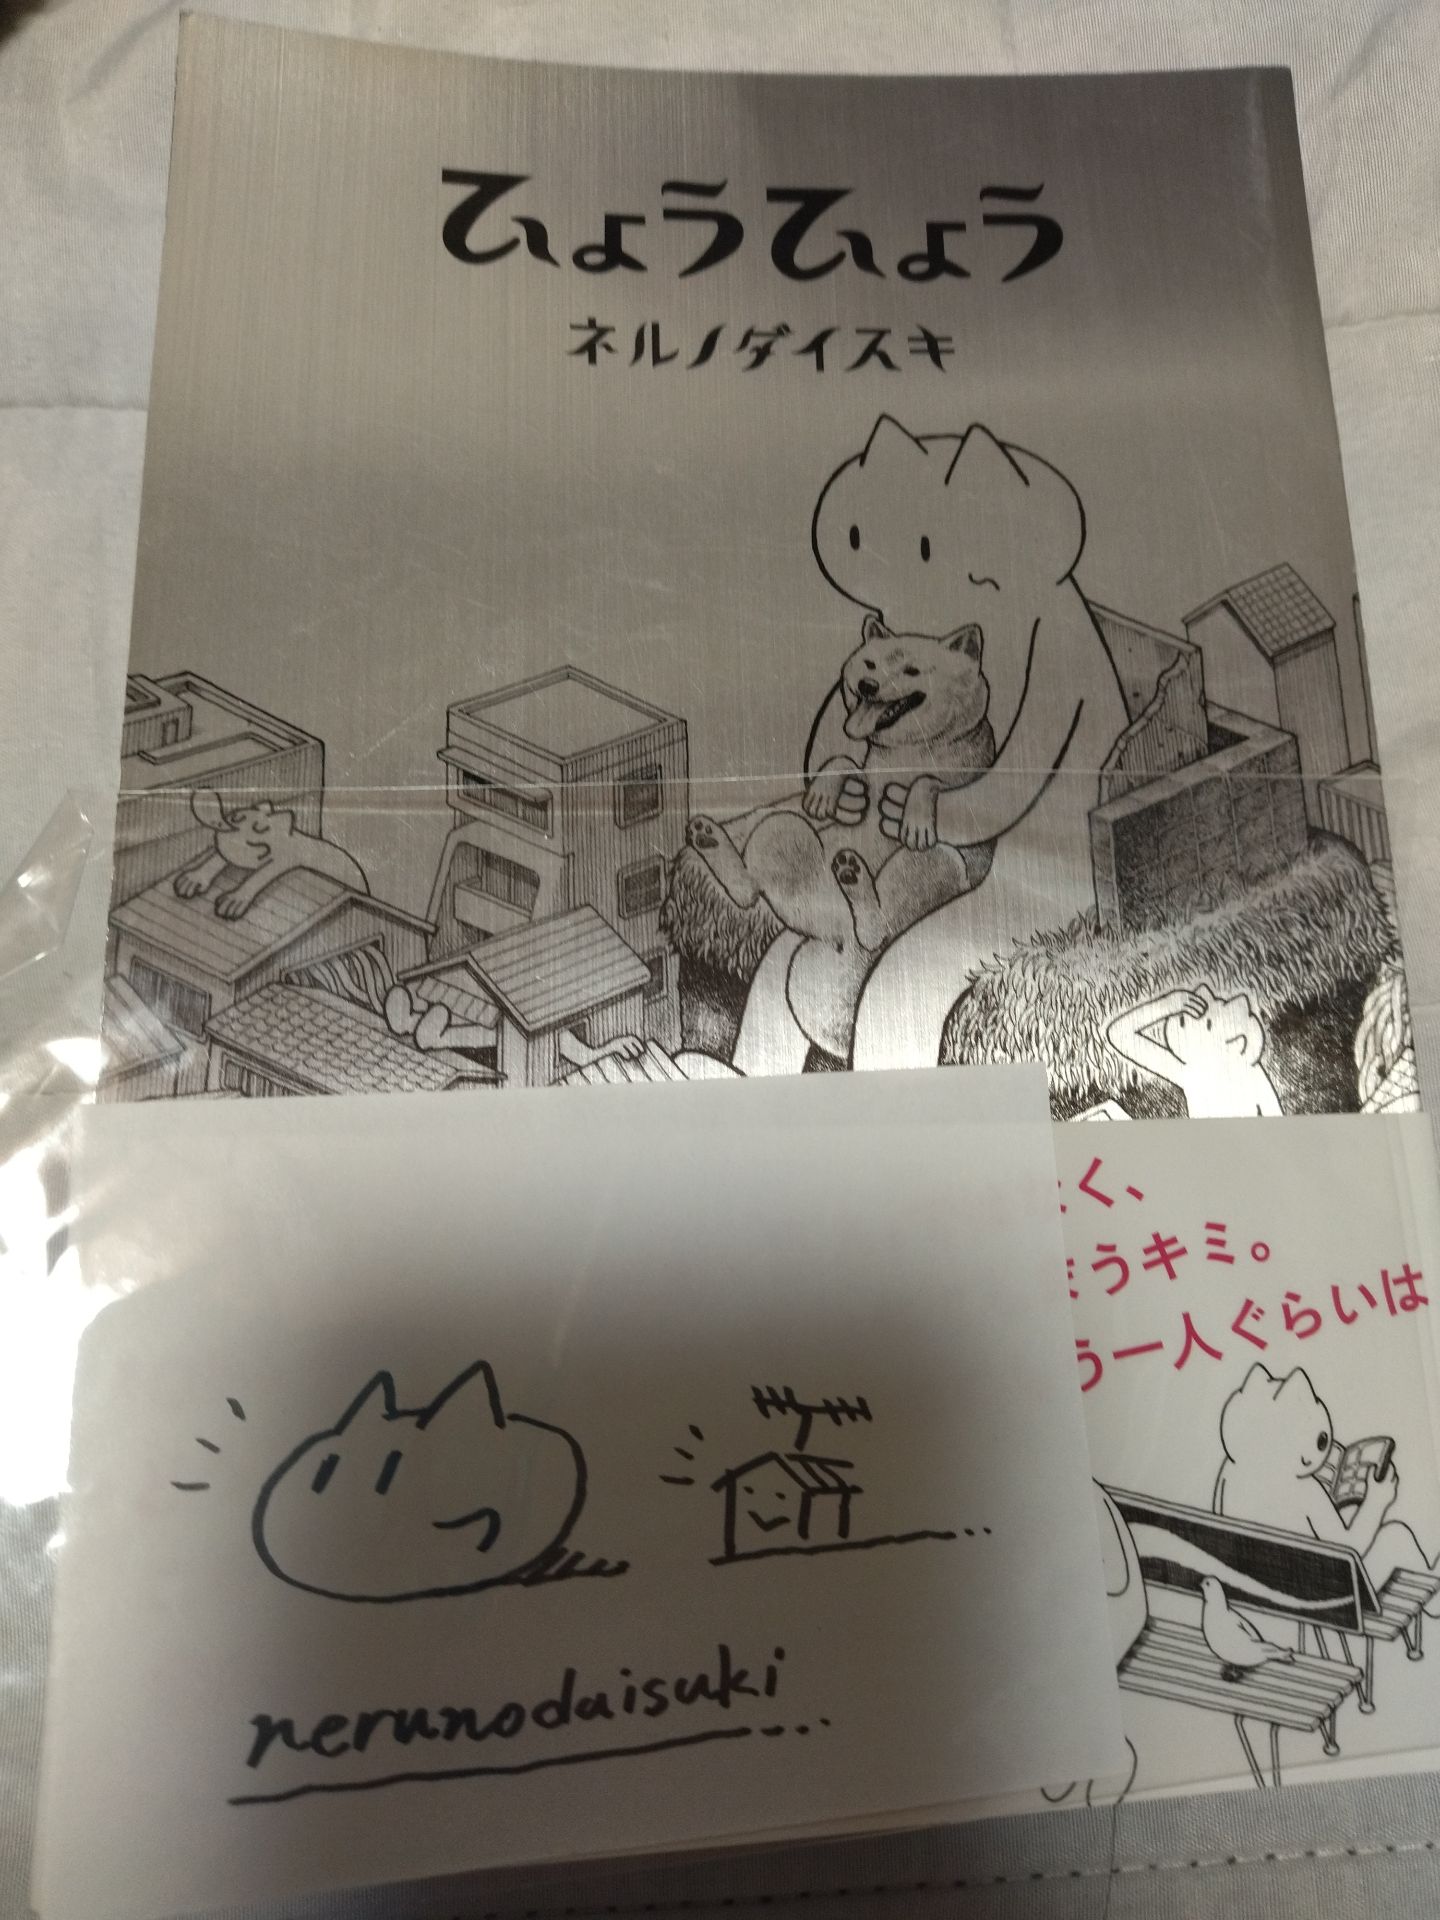 ひょうひょう
ネルノダイスキ
く、
うキミ。
う一人ぐらいは
nerunodaisuki